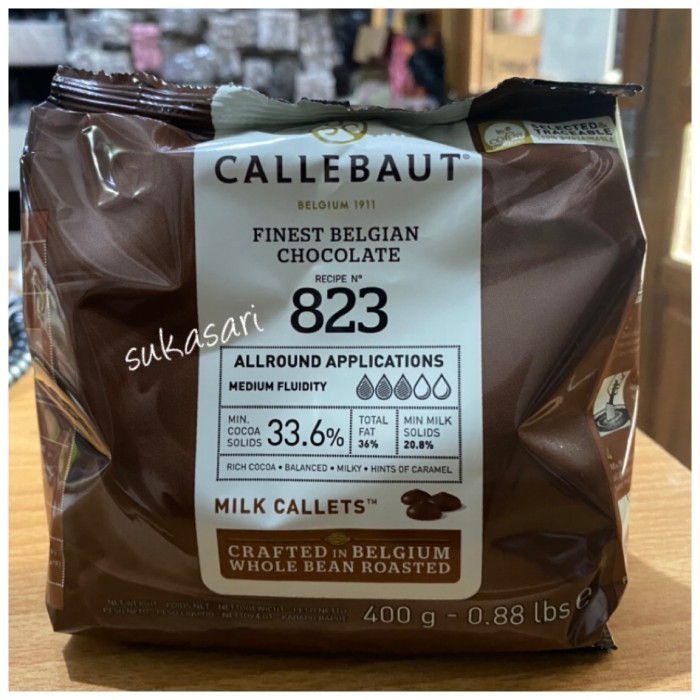 SELECTED &
TRACEABLE
CALLEBAUT®
BELGIUM 1911
FINEST BELGIAN
CHOCOLATE
RECIPE N°
823
sukasari
ALLROUND APPLICATIONS
MEDIUM FLUIDITY
MIN. COCOA SOLIDS 33.6%
TOTAL FAT 36%
MIN MILK SOLIDS 20.8%
RICH COCOA • BALANCED • MILKY • HINTS OF CARAMEL
MILK CALLETS™
CRAFTED IN BELGIUM
WHOLE BEAN ROASTED
400 g - 0.88 lbs e